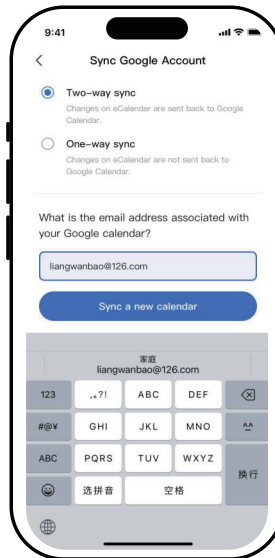 9:41
Sync Google Account
Two-way sync
Changes on eCalendar are sent back to Google
Calendar.
One-way sync
Changes on eCalendar are not sent back to
Google Calendar.
What is the email address associated with
your Google calendar?
liangwanbao@126.com
Sync a new calendar
家庭
liangwanbao@126.com
123
,。?!
ABC
DEF
#@¥
GHI
JKL
MNO
^^
ABC
PQRS
TUV
WXYZ
换行
选拼音
空格